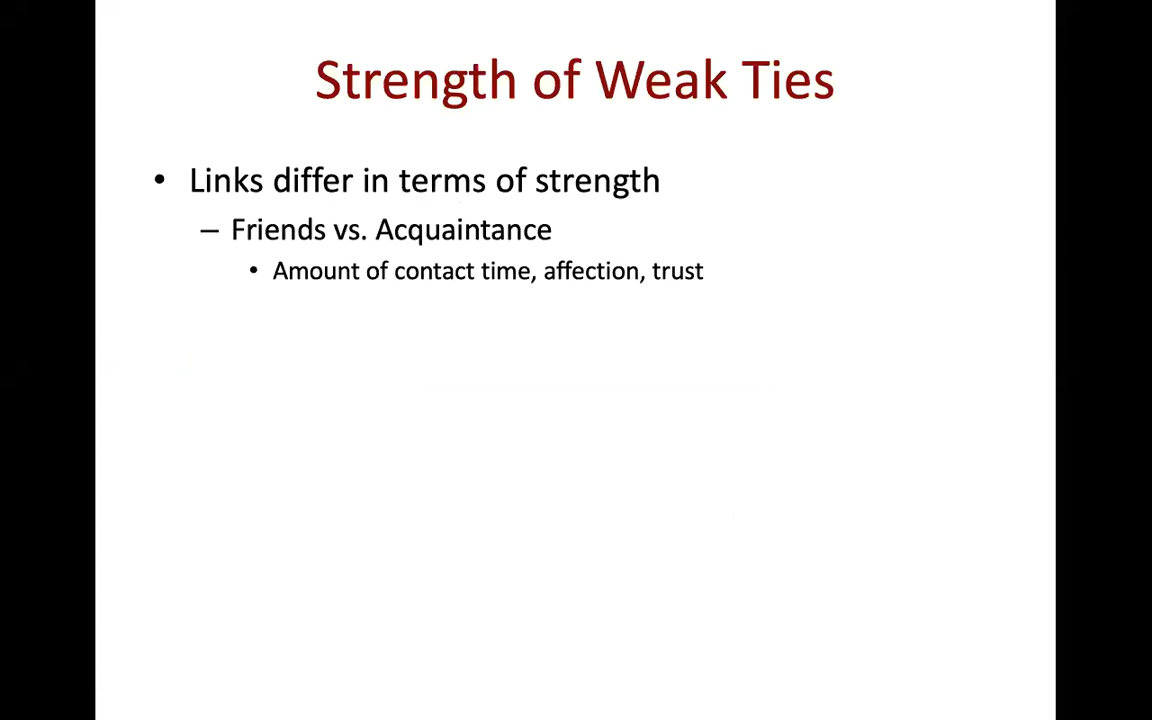 Strength of Weak Ties
• Links differ in terms of strength
– Friends vs. Acquaintance
• Amount of contact time, affection, trust